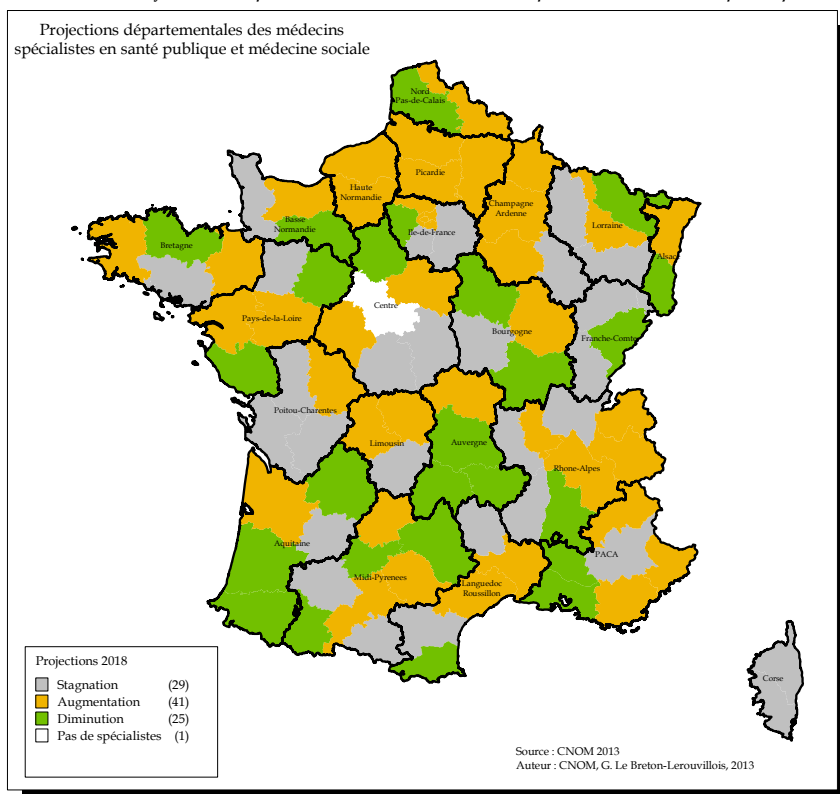 Projections départementales des médecins
spécialistes en santé publique et médecine sociale
Nord
Pas-de-Calais
Picardie
Haute
Normandie
Champagne
Ardenne
Basse
Normandie
Ile-de-France
Lorraine
Alsac
Bretagne
Centre
Pays-de-la-Loire
Bourgogne
Franche-Comte
Poitou-Charentes
Limousin
Auvergne
Rhone-Alpes
Aquitaine
PACA
Midi-Pyrenees
Languedoc
Roussillon
Corse
Projections 2018
Stagnation (29)
Augmentation (41)
Diminution (25)
Pas de spécialistes (1)
Source : CNOM 2013
Auteur : CNOM, G. Le Breton-Lerouvillois, 2013